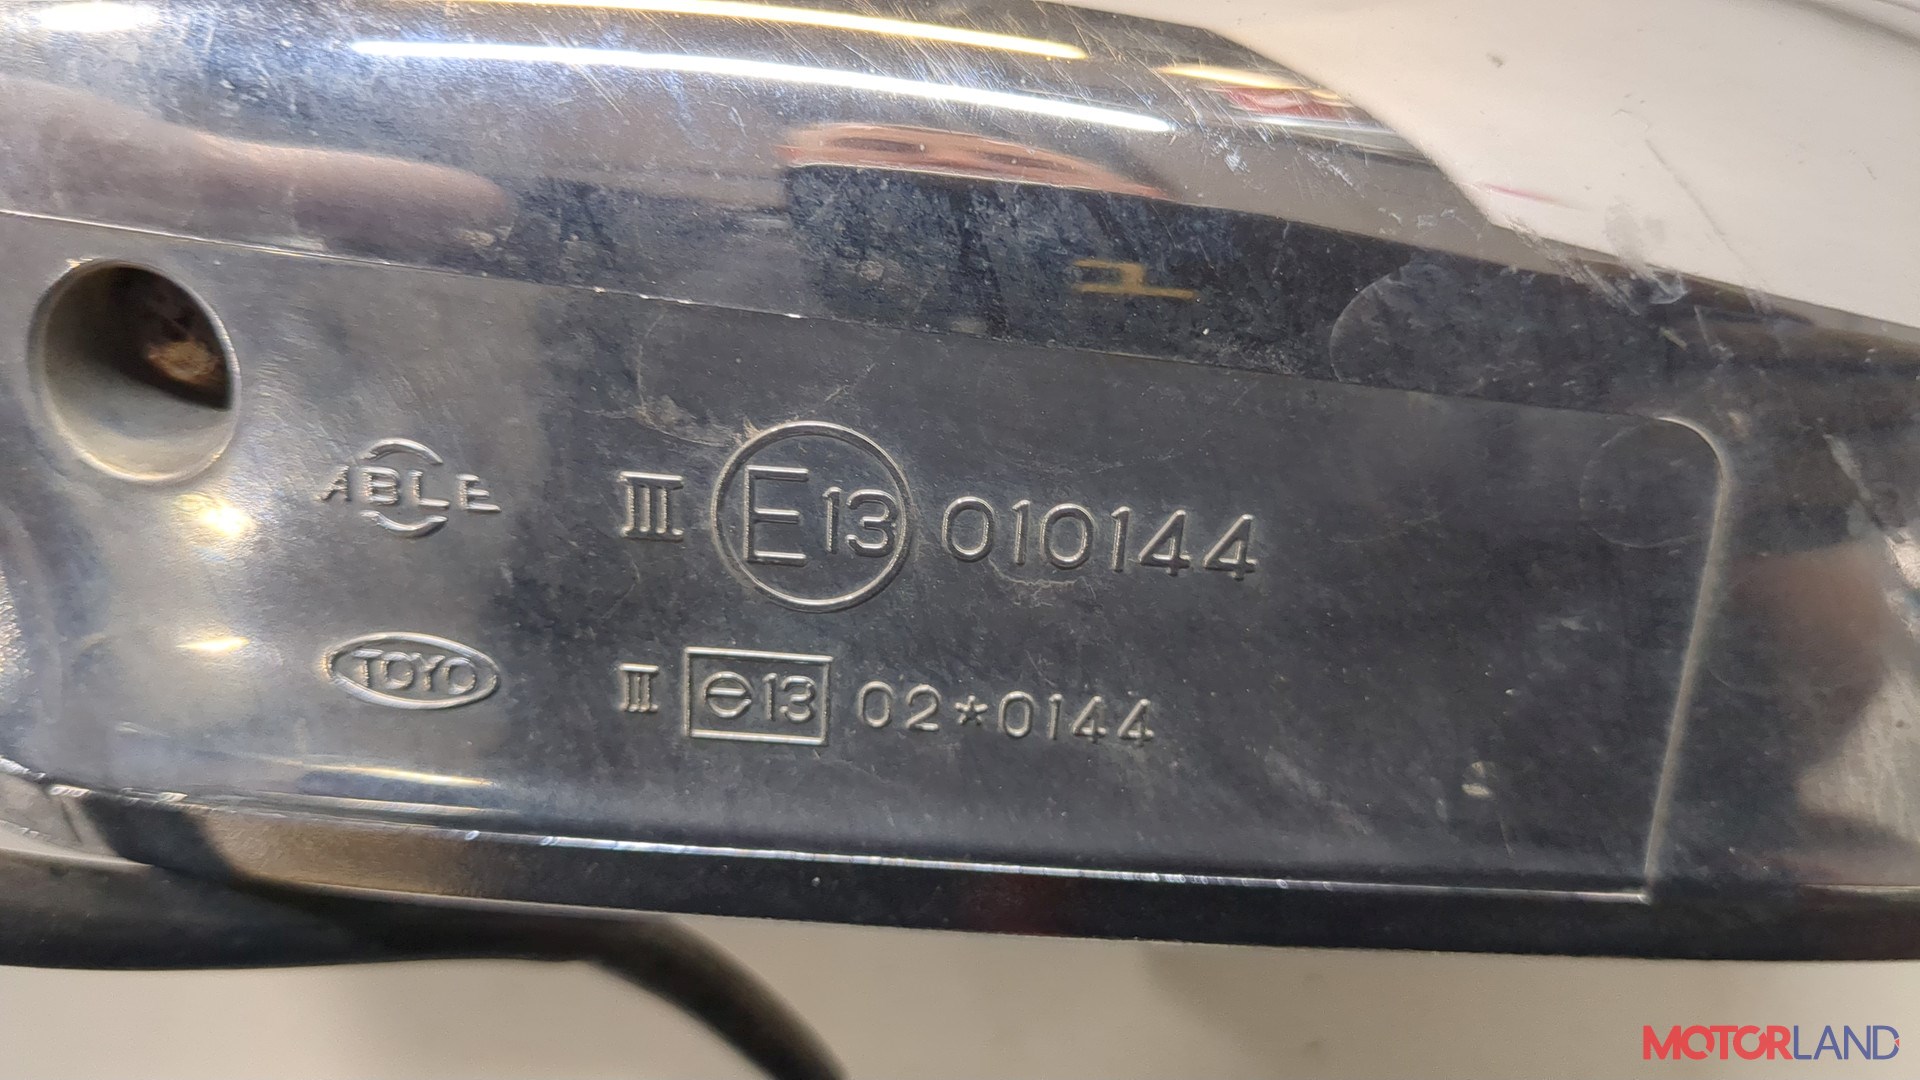 ABLE III E13 010144
TOYO III e13 02*0144
MOTORLAND